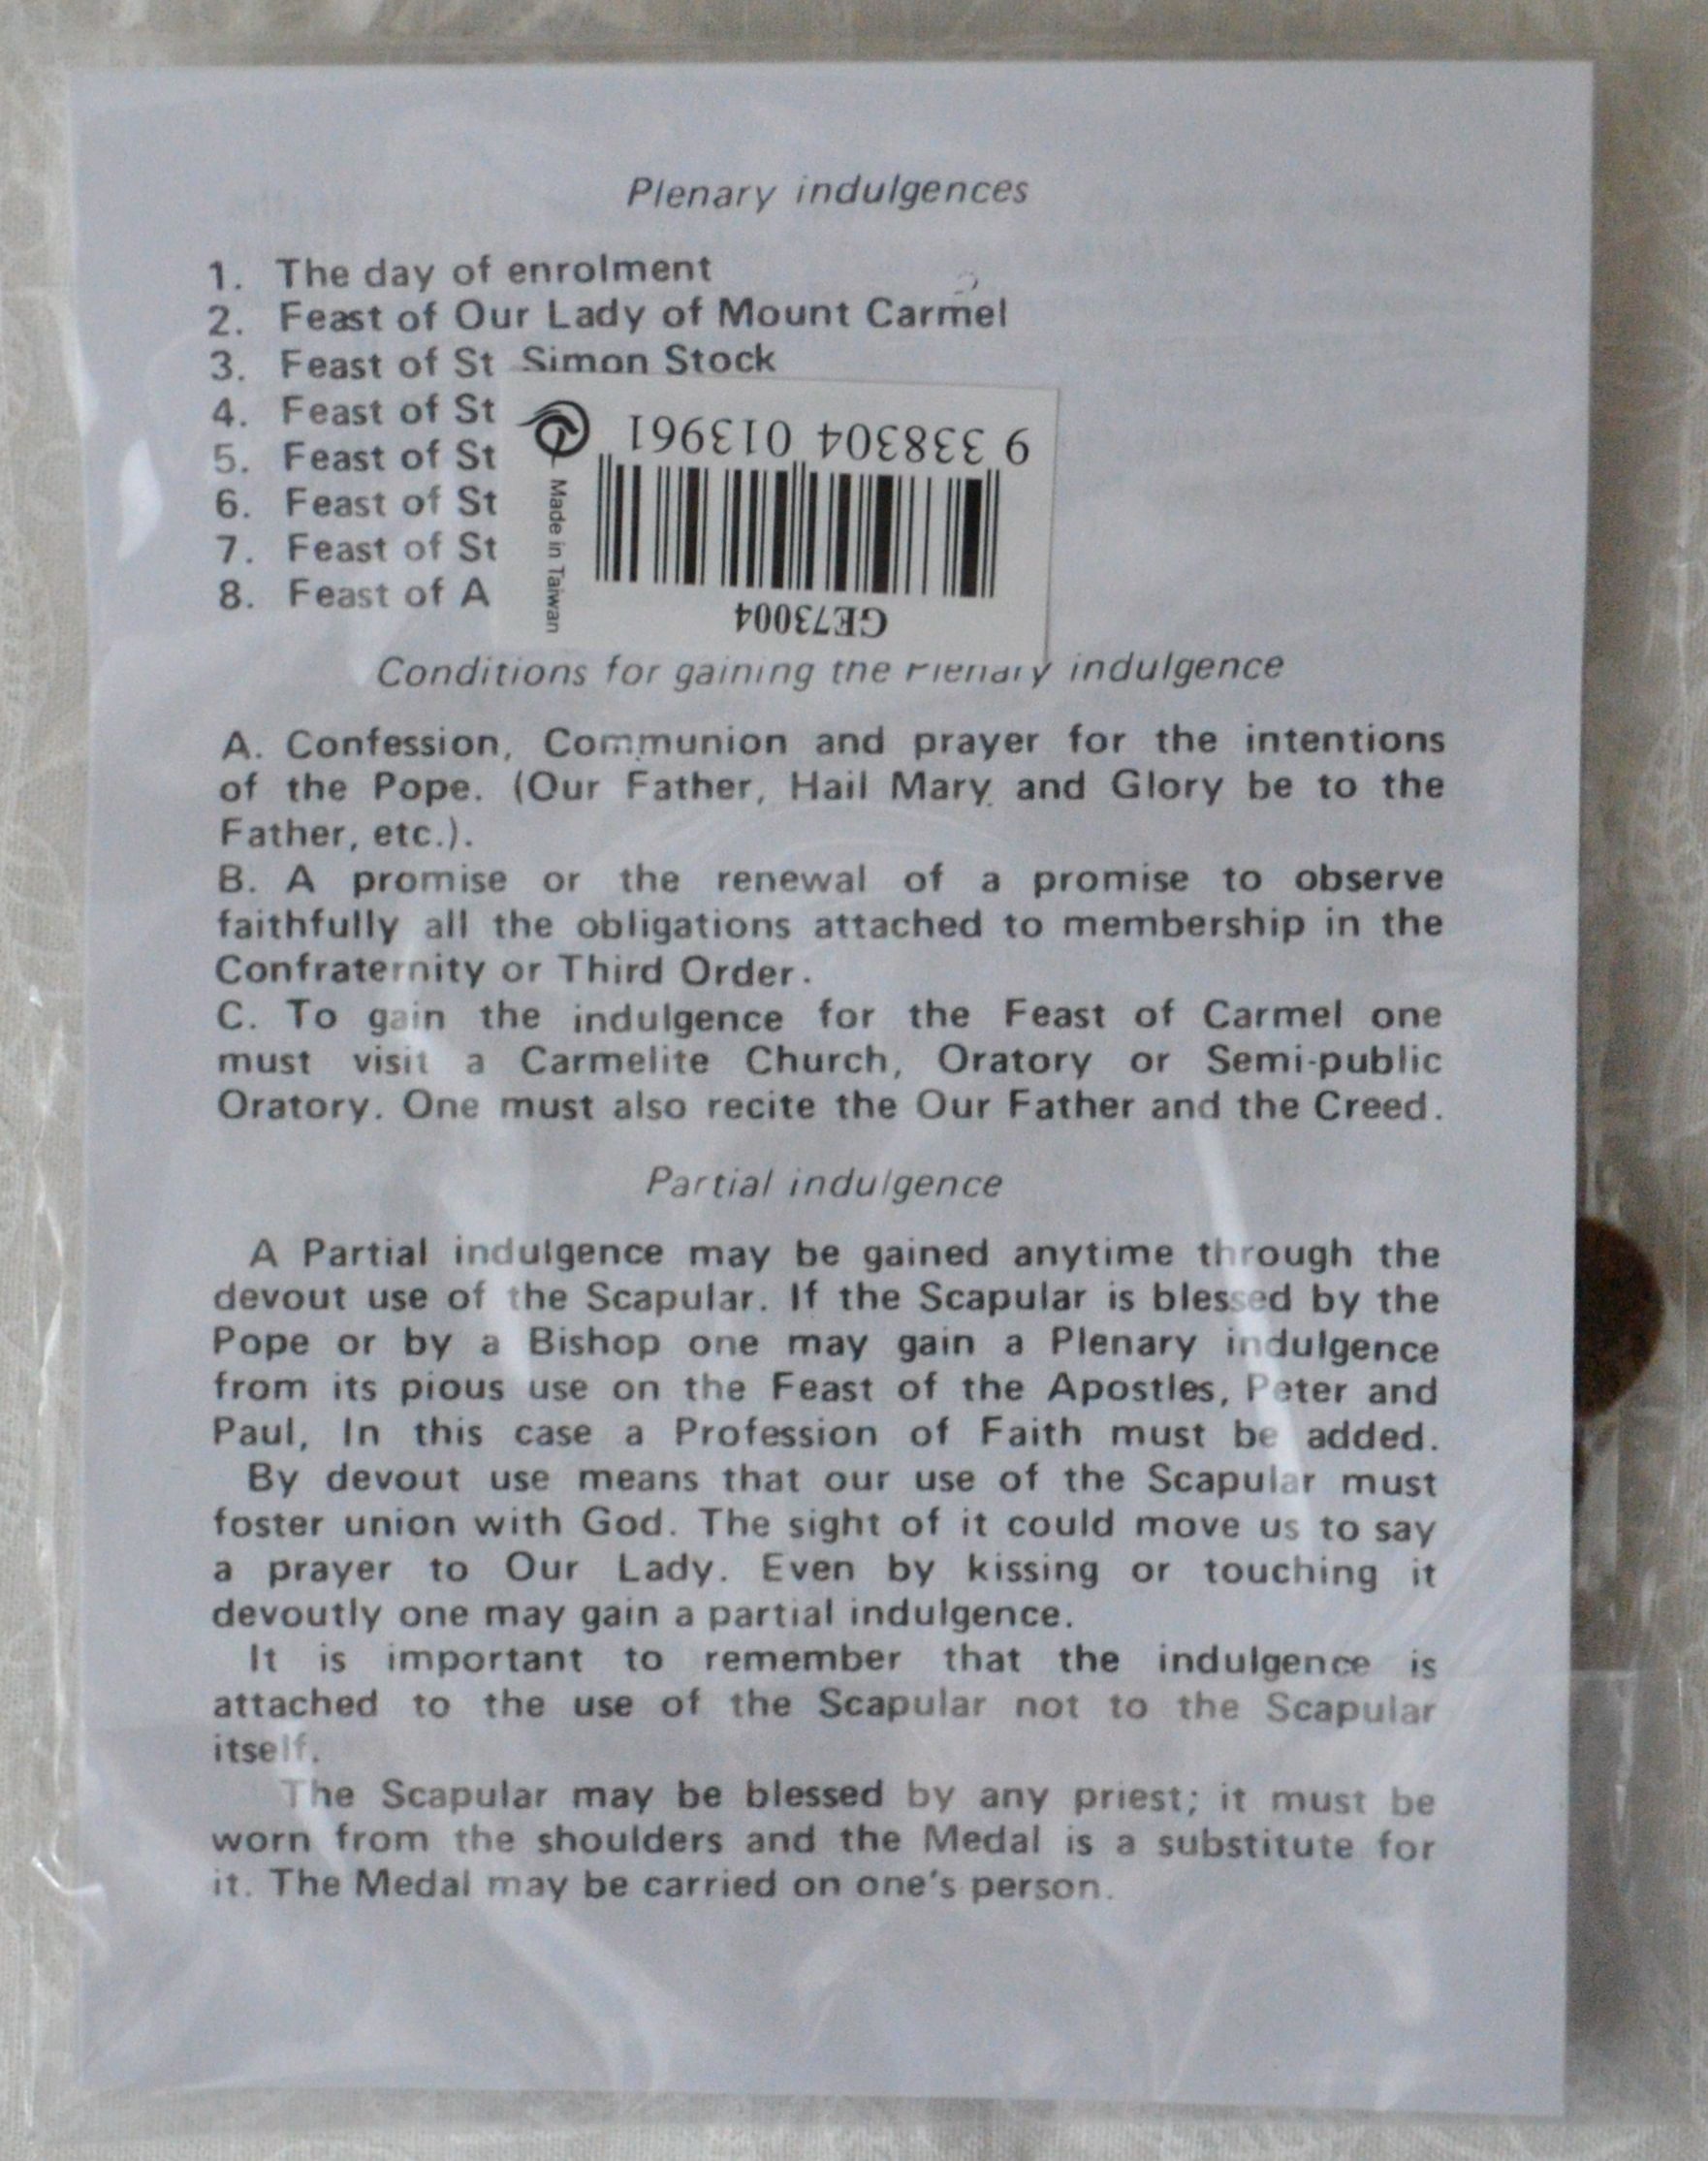 Plenary indulgences
1. The day of enrolment
2. Feast of Our Lady of Mount Carmel
3. Feast of St Simon Stock
4. Feast of St
5. Feast of St
6. Feast of St
7. Feast of St
8. Feast of A
9 338304 013961
Made in Taiwan
GE73004
Conditions for gaining the Plenary indulgence
A. Confession, Communion and prayer for the intentions
of the Pope. (Our Father, Hail Mary and Glory be to the
Father, etc.).
B. A promise or the renewal of a promise to observe
faithfully all the obligations attached to membership in the
Confraternity or Third Order.
C. To gain the indulgence for the Feast of Carmel one
must visit a Carmelite Church, Oratory or Semi-public
Oratory. One must also recite the Our Father and the Creed.
Partial indulgence
A Partial indulgence may be gained anytime through the
devout use of the Scapular. If the Scapular is blessed by the
Pope or by a Bishop one may gain a Plenary indulgence
from its pious use on the Feast of the Apostles, Peter and
Paul, In this case a Profession of Faith must be added.
By devout use means that our use of the Scapular must
foster union with God. The sight of it could move us to say
a prayer to Our Lady. Even by kissing or touching it
devoutly one may gain a partial indulgence.
It is important to remember that the indulgence is
attached to the use of the Scapular not to the Scapular
itself.
The Scapular may be blessed by any priest; it must be
worn from the shoulders and the Medal is a substitute for
it. The Medal may be carried on one's person.